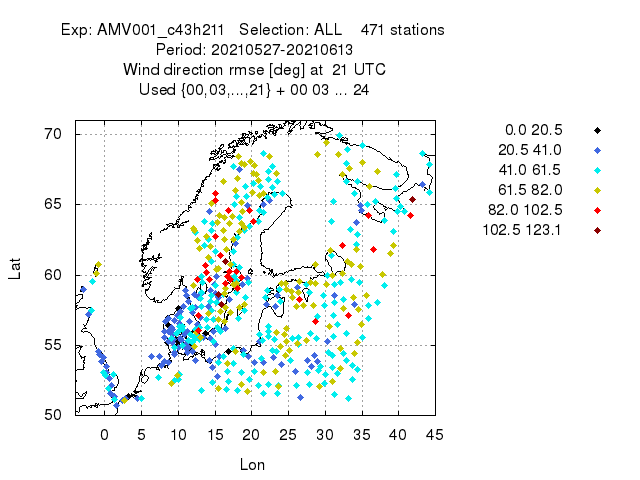 Exp: AMV001_c43h211 Selection: ALL 471 stations
Period: 20210527-20210613
Wind direction rmse [deg] at 21 UTC
Used {00,03,...,21} + 00 03 ... 24
70
65
60
55
50
Lat
0 5 10 15 20 25 30 35 40 45
Lon
0.0 20.5
20.5 41.0
41.0 61.5
61.5 82.0
82.0 102.5
102.5 123.1